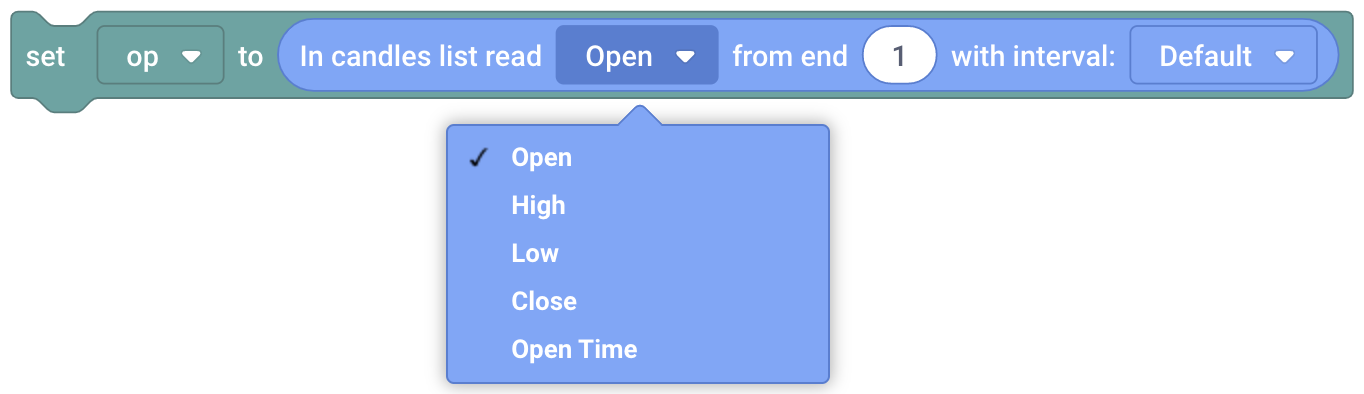 set op to In candles list read Open from end 1 with interval: Default
✓ Open
High
Low
Close
Open Time